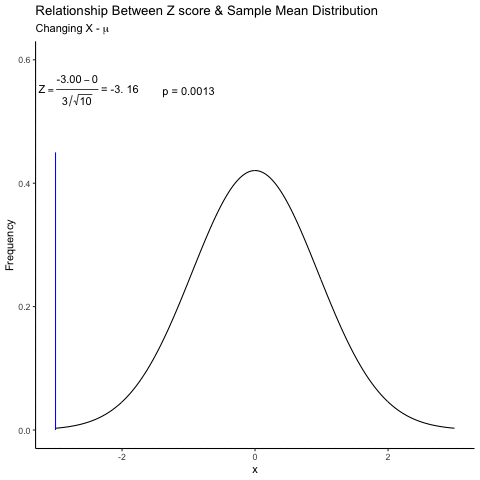 Relationship Between Z score & Sample Mean Distribution
Changing X - μ
0.6
Z = -3.00 − 0 / 3/√10 = -3. 16 p = 0.0013
0.4
Frequency
0.2
0.0
-2 0 2
x